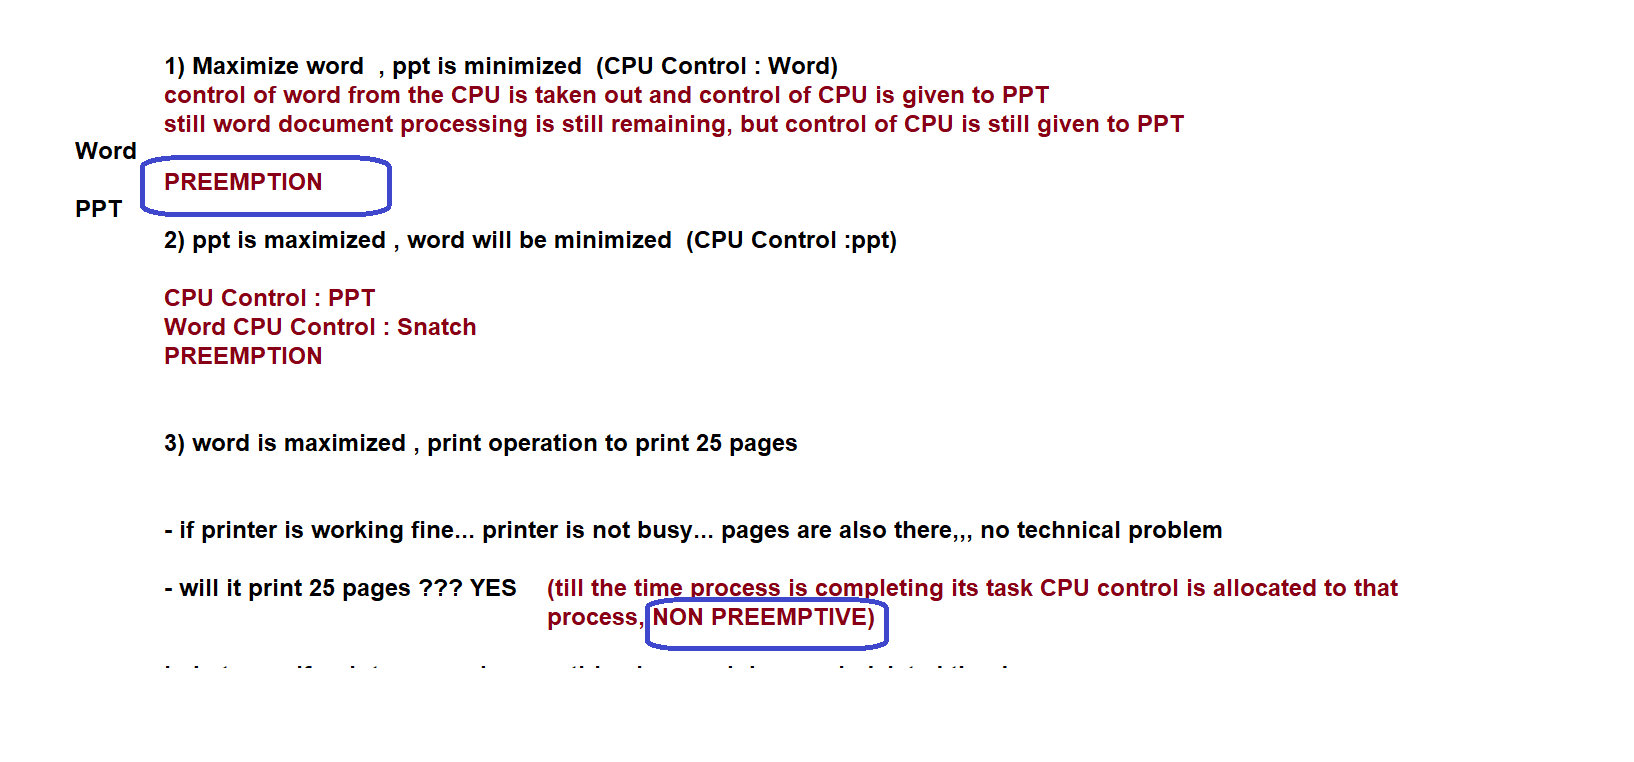 1) Maximize word  , ppt is minimized  (CPU Control : Word)
control of word from the CPU is taken out and control of CPU is given to PPT
still word document processing is still remaining, but control of CPU is still given to PPT
Word
PREEMPTION
PPT
2) ppt is maximized , word will be minimized  (CPU Control :ppt)
CPU Control : PPT
Word CPU Control : Snatch
PREEMPTION
3) word is maximized , print operation to print 25 pages
- if printer is working fine... printer is not busy... pages are also there,,, no technical problem
- will it print 25 pages ??? YES    (till the time process is completing its task CPU control is allocated to that
process, NON PREEMPTIVE)